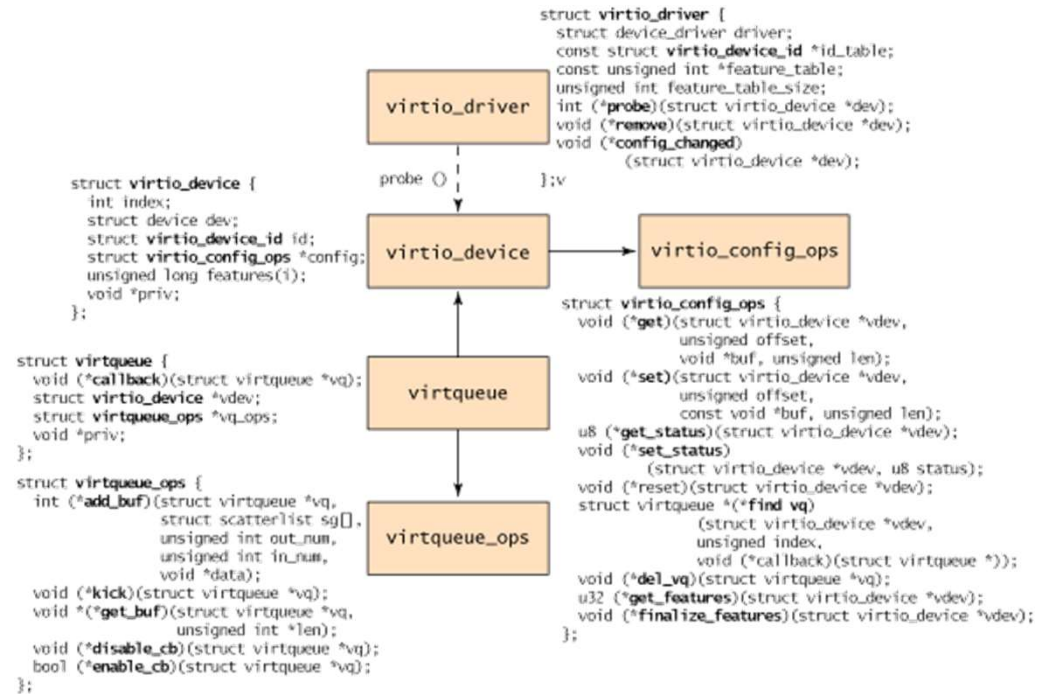 struct virtio_driver {
struct device_driver driver;
const struct virtio_device_id *id_table;
const unsigned int *feature_table;
unsigned int feature_table_size;
int (*probe)(struct virtio_device *dev);
void (*remove)(struct virtio_device *dev);
void (*config_changed)
(struct virtio_device *dev);
};v
virtio_driver
probe ()
struct virtio_device {
int index;
struct device dev;
struct virtio_device_id id;
struct virtio_config_ops *config;
unsigned long features(i);
void *priv;
};
virtio_device
virtio_config_ops
struct virtqueue {
void (*callback)(struct virtqueue *vq);
struct virtio_device *vdev;
struct virtqueue_ops *vq_ops;
void *priv;
};
virtqueue
struct virtio_config_ops {
void (*get)(struct virtio_device *vdev,
unsigned offset,
void *buf, unsigned len);
void (*set)(struct virtio_device *vdev,
unsigned offset,
const void *buf, unsigned len);
u8 (*get_status)(struct virtio_device *vdev);
void (*set_status)
(struct virtio_device *vdev, u8 status);
void (*reset)(struct virtio_device *vdev);
struct virtqueue *(*find vq)
(struct virtio_device *vdev,
unsigned index,
void (*callback)(struct virtqueue *));
void (*del_vq)(struct virtqueue *vq);
u32 (*get_features)(struct virtio_device *vdev);
void (*finalize_features)(struct virtio_device *vdev);
};
struct virtqueue_ops {
int (*add_buf)(struct virtqueue *vq,
struct scatterlist sg[],
unsigned int out_num,
unsigned int in_num,
void *data);
void (*kick)(struct virtqueue *vq);
void *(*get_buf)(struct virtqueue *vq,
unsigned int *len);
void (*disable_cb)(struct virtqueue *vq);
bool (*enable_cb)(struct virtqueue *vq);
};
virtqueue_ops